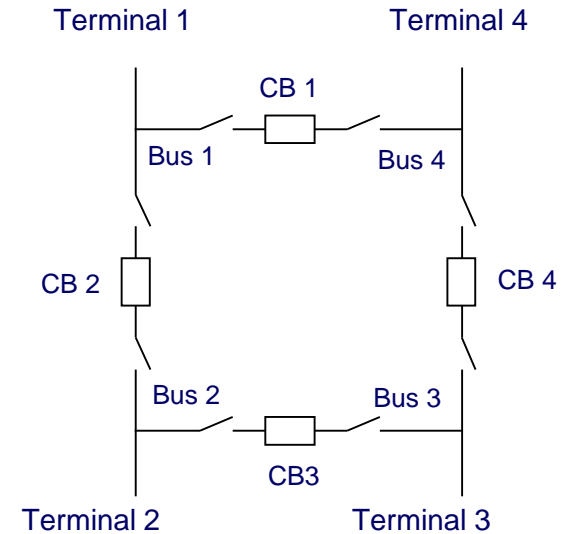 Terminal 1
Terminal 4
CB 1
Bus 1
Bus 4
CB 2
CB 4
Bus 2
Bus 3
CB3
Terminal 2
Terminal 3